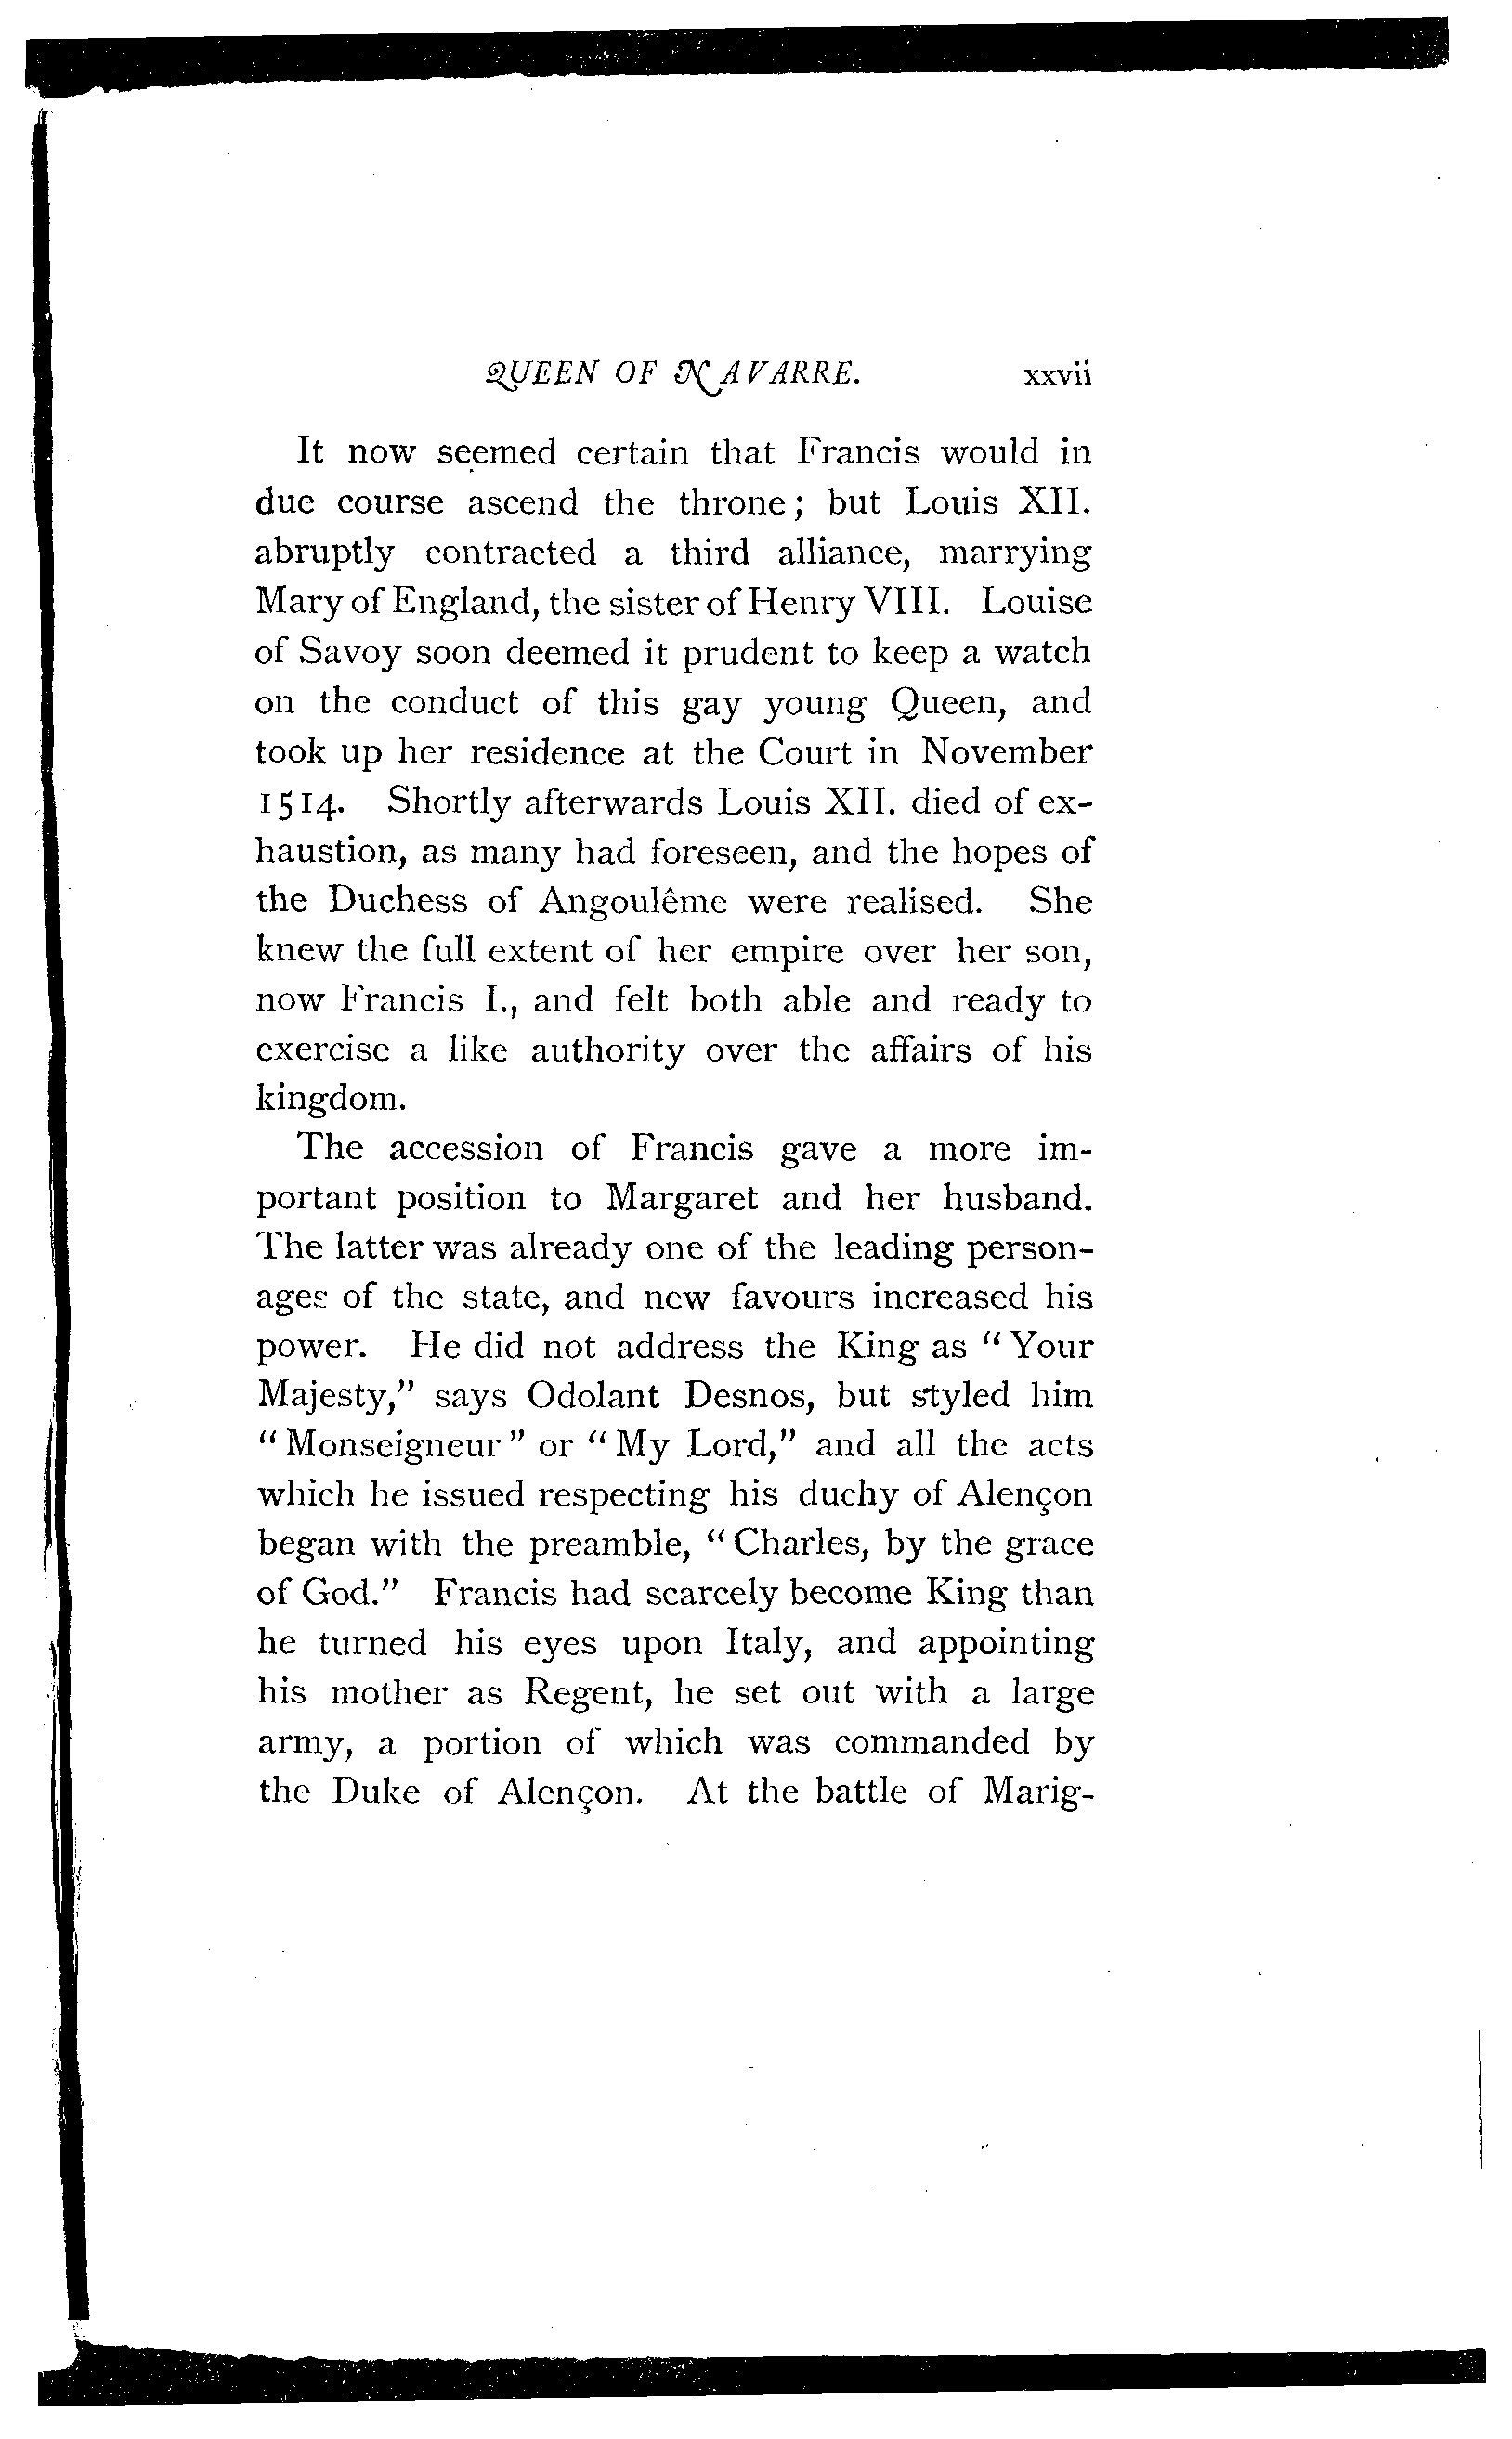 QUEEN OF NAVARRE. xxvii
It now seemed certain that Francis would in
due course ascend the throne; but Louis XII.
abruptly contracted a third alliance, marrying
Mary of England, the sister of Henry VIII. Louise
of Savoy soon deemed it prudent to keep a watch
on the conduct of this gay young Queen, and
took up her residence at the Court in November
1514. Shortly afterwards Louis XII. died of ex-
haustion, as many had foreseen, and the hopes of
the Duchess of Angoulême were realised. She
knew the full extent of her empire over her son,
now Francis I., and felt both able and ready to
exercise a like authority over the affairs of his
kingdom.
The accession of Francis gave a more im-
portant position to Margaret and her husband.
The latter was already one of the leading person-
ages of the state, and new favours increased his
power. He did not address the King as “Your
Majesty,” says Odolant Desnos, but styled him
“Monseigneur” or “My Lord,” and all the acts
which he issued respecting his duchy of Alençon
began with the preamble, “Charles, by the grace
of God.” Francis had scarcely become King than
he turned his eyes upon Italy, and appointing
his mother as Regent, he set out with a large
army, a portion of which was commanded by
the Duke of Alençon. At the battle of Marig-